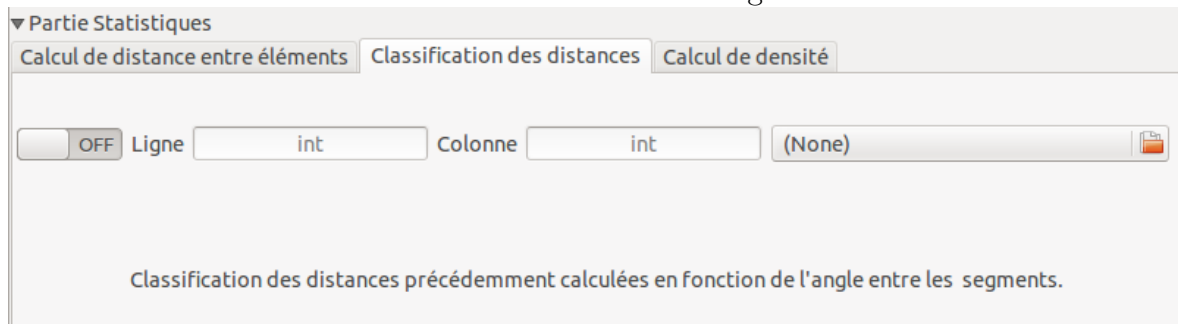 Partie Statistiques
Calcul de distance entre éléments Classification des distances Calcul de densité
OFF Ligne int Colonne int (None)
Classification des distances précédemment calculées en fonction de l'angle entre les segments.